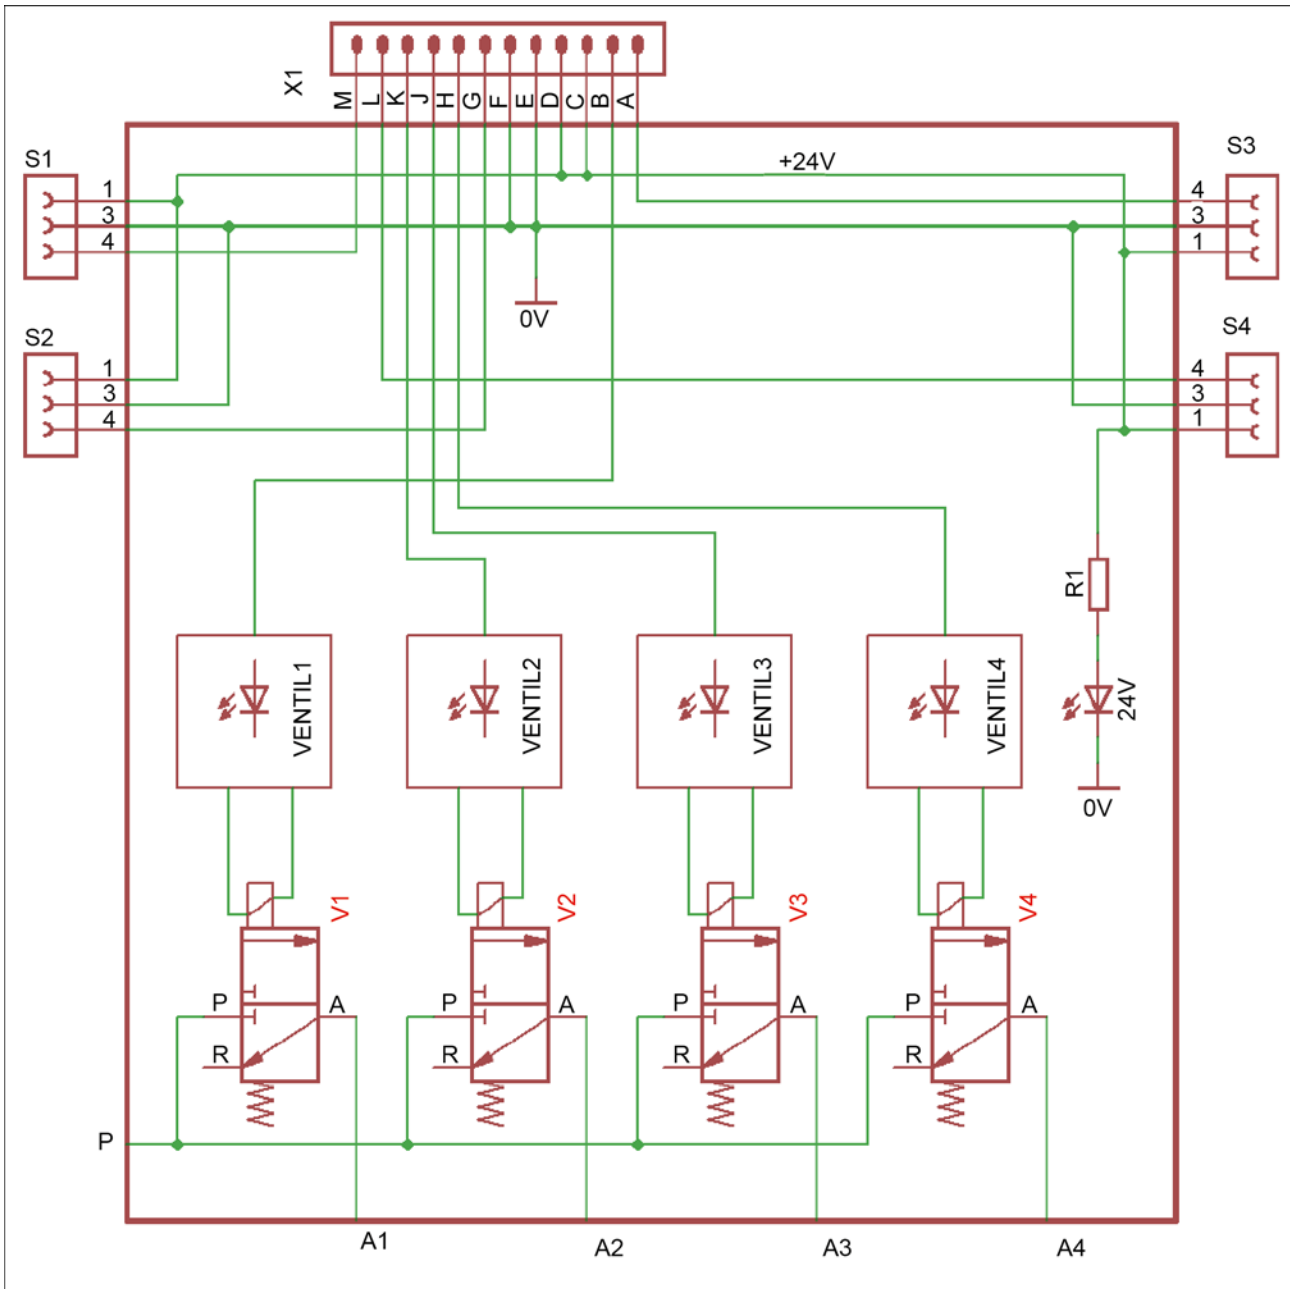 X1
M L K J H G F E D C B A
S1
1
3
4
+24V
S3
4
3
1
0V
S2
1
3
4
S4
4
3
1
R1
VENTIL1
VENTIL2
VENTIL3
VENTIL4
24V
0V
V1
V2
V3
V4
P A P A P A P A
R R R R
P
A1
A2
A3
A4